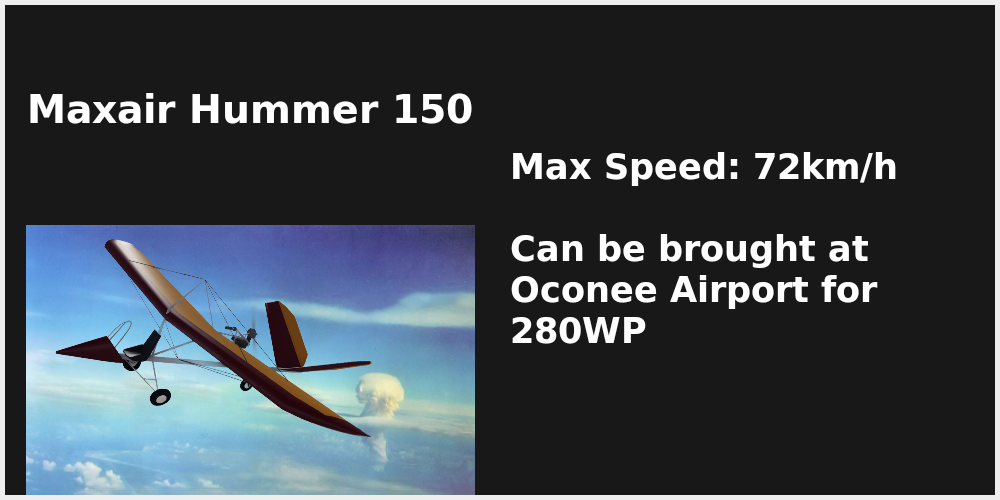 Maxair Hummer 150
Max Speed: 72km/h
Can be brought at
Oconee Airport for
280WP